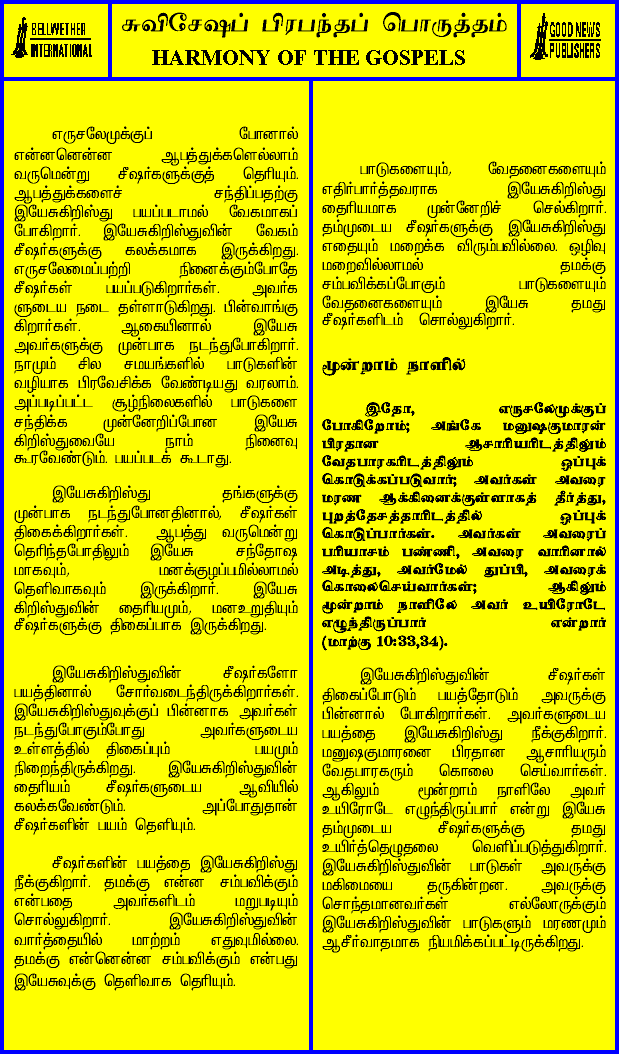 BELLWETHER
INTERNATIONAL
சுவிசேஷப் பிரபந்தப் பொருத்தம்
HARMONY OF THE GOSPELS
GOOD NEWS
PUBLISHERS
எருசலேமுக்குப் போனால்
என்னனென்ன ஆபத்துக்களெல்லாம்
வருமென்று சீஷர்களுக்குத் தெரியும்.
ஆபத்துக்களைச் சந்திப்பதற்கு
இயேசுகிறிஸ்து பயப்படாமல் வேகமாகப்
போகிறார். இயேசுகிறிஸ்துவின் வேகம்
சீஷர்களுக்கு கலக்கமாக இருக்கிறது.
எருசலேமைப்பற்றி நினைக்கும்போதே
சீஷர்கள் பயப்படுகிறார்கள். அவர்க
ளுடைய நடை தள்ளாடுகிறது. பின்வாங்கு
கிறார்கள். ஆகையினால் இயேசு
அவர்களுக்கு முன்பாக நடந்துபோகிறார்.
நாமும் சில சமயங்களில் பாடுகளின்
வழியாக பிரவேசிக்க வேண்டியது வரலாம்.
அப்படிப்பட்ட சூழ்நிலைகளில் பாடுகளை
சந்திக்க முன்னேறிப்போன இயேசு
கிறிஸ்துவையே நாம் நினைவு
கூரவேண்டும். பயப்படக் கூடாது.
இயேசுகிறிஸ்து தங்களுக்கு
முன்பாக நடந்துபோனதினால், சீஷர்கள்
திகைக்கிறார்கள். ஆபத்து வருமென்று
தெரிந்தபோதிலும் இயேசு சந்தோஷ
மாகவும், மனக்குழப்பமில்லாமல்
தெளிவாகவும் இருக்கிறார். இயேசு
கிறிஸ்துவின் தைரியமும், மனஉறுதியும்
சீஷர்களுக்கு திகைப்பாக இருக்கிறது.
இயேசுகிறிஸ்துவின் சீஷர்களோ
பயத்தினால் சோர்வடைந்திருக்கிறார்கள்.
இயேசுகிறிஸ்துவுக்குப் பின்னாக அவர்கள்
நடந்துபோகும்போது அவர்களுடைய
உள்ளத்தில் திகைப்பும் பயமும்
நிறைந்திருக்கிறது. இயேசுகிறிஸ்துவின்
தைரியம் சீஷர்களுடைய ஆவியில்
கலக்கவேண்டும். அப்போதுதான்
சீஷர்களின் பயம் தெளியும்.
சீஷர்களின் பயத்தை இயேசுகிறிஸ்து
நீக்குகிறார். தமக்கு என்ன சம்பவிக்கும்
என்பதை அவர்களிடம் மறுபடியும்
சொல்லுகிறார். இயேசுகிறிஸ்துவின்
வார்த்தையில் மாற்றம் எதுவுமில்லை.
தமக்கு என்னென்ன சம்பவிக்கும் என்பது
இயேசுவுக்கு தெளிவாக தெரியும்.
பாடுகளையும், வேதனைகளையும்
எதிர்பார்த்தவராக இயேசுகிறிஸ்து
தைரியமாக முன்னேறிச் செல்கிறார்.
தம்முடைய சீஷர்களுக்கு இயேசுகிறிஸ்து
எதையும் மறைக்க விரும்பவில்லை. ஒழிவு
மறைவில்லாமல் தமக்கு
சம்பவிக்கப்போகும் பாடுகளையும்
வேதனைகளையும் இயேசு தமது
சீஷர்களிடம் சொல்லுகிறார்.
மூன்றாம் நாளில்
இதோ, எருசலேமுக்குப்
போகிறோம்; அங்கே மனுஷகுமாரன்
பிரதான ஆசாரியரிடத்திலும்
வேதபாரகரிடத்திலும் ஒப்புக்
கொடுக்கப்படுவார்; அவர்கள் அவரை
மரண ஆக்கினைக்குள்ளாகத் தீர்த்து,
புறத்தேசத்தாரிடத்தில் ஒப்புக்
கொடுப்பார்கள். அவர்கள் அவரைப்
பரியாசம் பண்ணி, அவரை வாரினால்
அடித்து, அவர்மேல் துப்பி, அவரைக்
கொலைசெய்வார்கள்; ஆகிலும்
மூன்றாம் நாளிலே அவர் உயிரோடே
எழுந்திருப்பார் என்றார்
(மாற்கு 10:33,34).
இயேசுகிறிஸ்துவின் சீஷர்கள்
திகைப்போடும் பயத்தோடும் அவருக்கு
பின்னால் போகிறார்கள். அவர்களுடைய
பயத்தை இயேசுகிறிஸ்து நீக்குகிறார்.
மனுஷகுமாரனை பிரதான ஆசாரியரும்
வேதபாரகரும் கொலை செய்வார்கள்.
ஆகிலும் மூன்றாம் நாளிலே அவர்
உயிரோடே எழுந்திருப்பார் என்று இயேசு
தம்முடைய சீஷர்களுக்கு தமது
உயிர்த்தெழுதலை வெளிப்படுத்துகிறார்.
இயேசுகிறிஸ்துவின் பாடுகள் அவருக்கு
மகிமையை தருகின்றன. அவருக்கு
சொந்தமானவர்கள் எல்லோருக்கும்
இயேசுகிறிஸ்துவின் பாடுகளும் மரணமும்
ஆசீர்வாதமாக நியமிக்கப்பட்டிருக்கிறது.